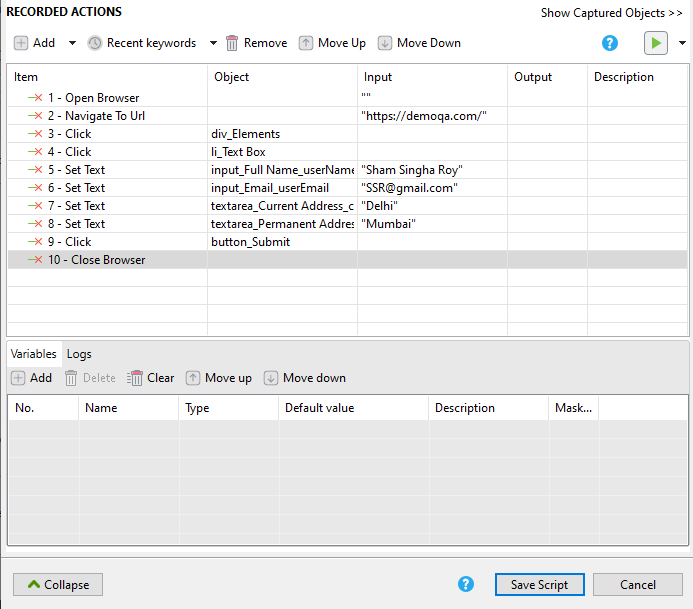 RECORDED ACTIONS
Show Captured Objects >>
Add Recent keywords Remove Move Up Move Down ?
Item Object Input Output Description
1 - Open Browser ""
2 - Navigate To Url "https://demoqa.com/"
3 - Click div_Elements
4 - Click li_Text Box
5 - Set Text input_Full Name_userName "Sham Singha Roy"
6 - Set Text input_Email_userEmail "SSR@gmail.com"
7 - Set Text textarea_Current Address_c "Delhi"
8 - Set Text textarea_Permanent Addres "Mumbai"
9 - Click button_Submit
10 - Close Browser
Variables Logs
Add Delete Clear Move up Move down
No. Name Type Default value Description Mask...
Collapse ? Save Script Cancel